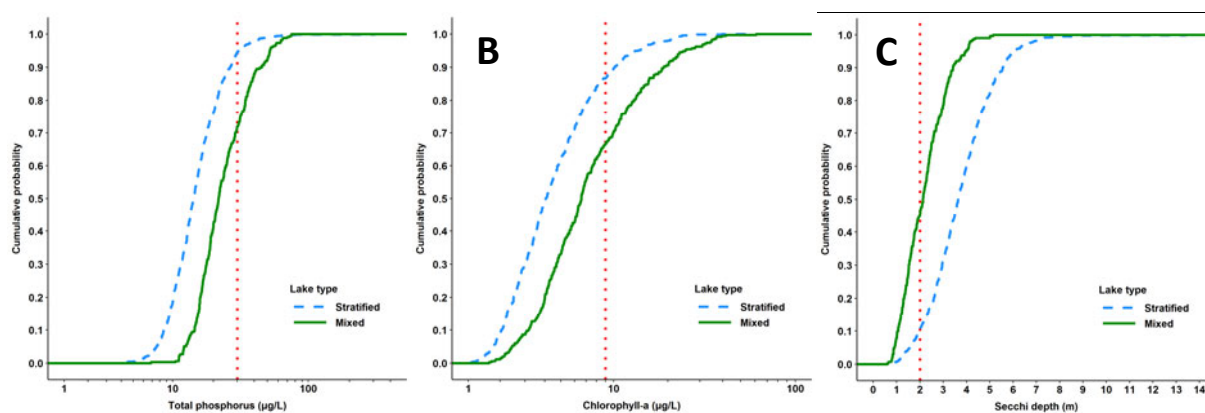 1.0
0.9
0.8
0.7
0.6
0.5
0.4
0.3
0.2
0.1
0.0
Cumulative probability
Lake type
Stratified
Mixed
1 10 100
Total phosphorus (µg/L)
B
1.0
0.9
0.8
0.7
0.6
0.5
0.4
0.3
0.2
0.1
0.0
Cumulative probability
Lake type
Stratified
Mixed
1 10 100
Chlorophyll-a (µg/L)
C
1.0
0.9
0.8
0.7
0.6
0.5
0.4
0.3
0.2
0.1
0.0
Cumulative probability
Lake type
Stratified
Mixed
0 1 2 3 4 5 6 7 8 9 10 11 12 13 14
Secchi depth (m)